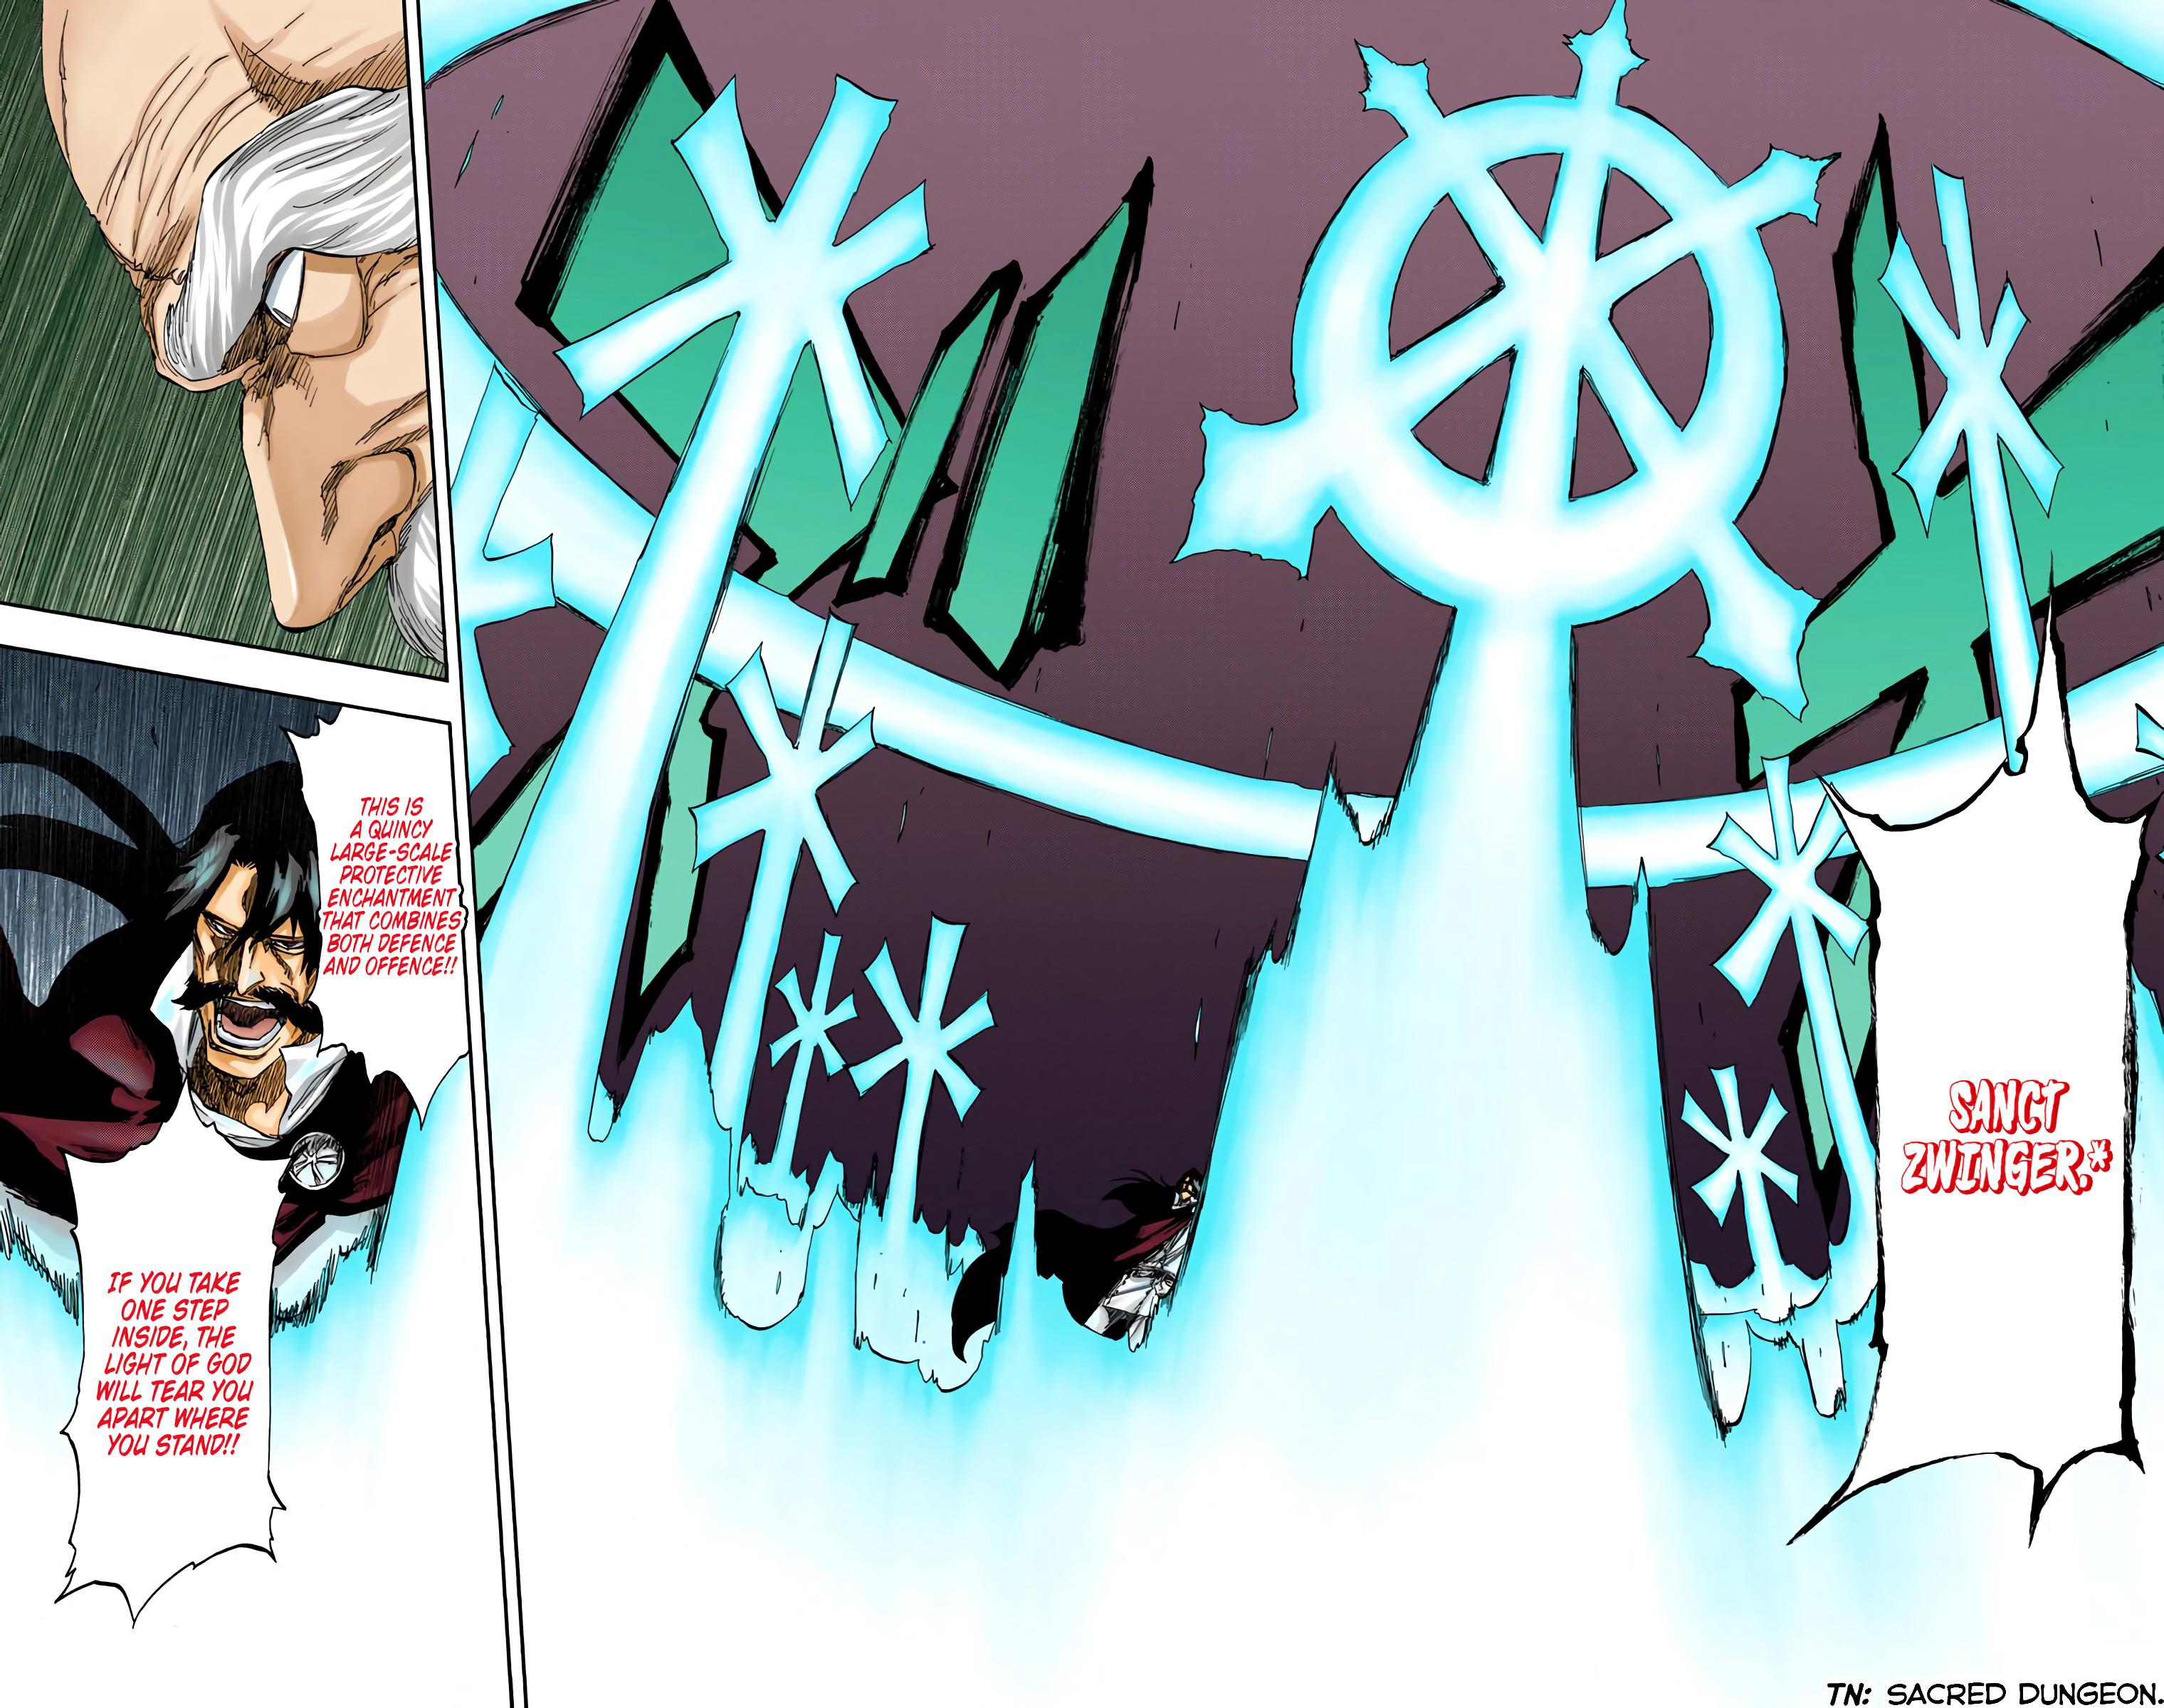 SANCT
ZWINGER.*
THIS IS
A QUINCY
LARGE-SCALE
PROTECTIVE
ENCHANTMENT
THAT COMBINES
BOTH DEFENCE
AND OFFENCE!!
IF YOU TAKE
ONE STEP
INSIDE, THE
LIGHT OF GOD
WILL TEAR YOU
APART WHERE
YOU STAND!!
TN: SACRED DUNGEON.